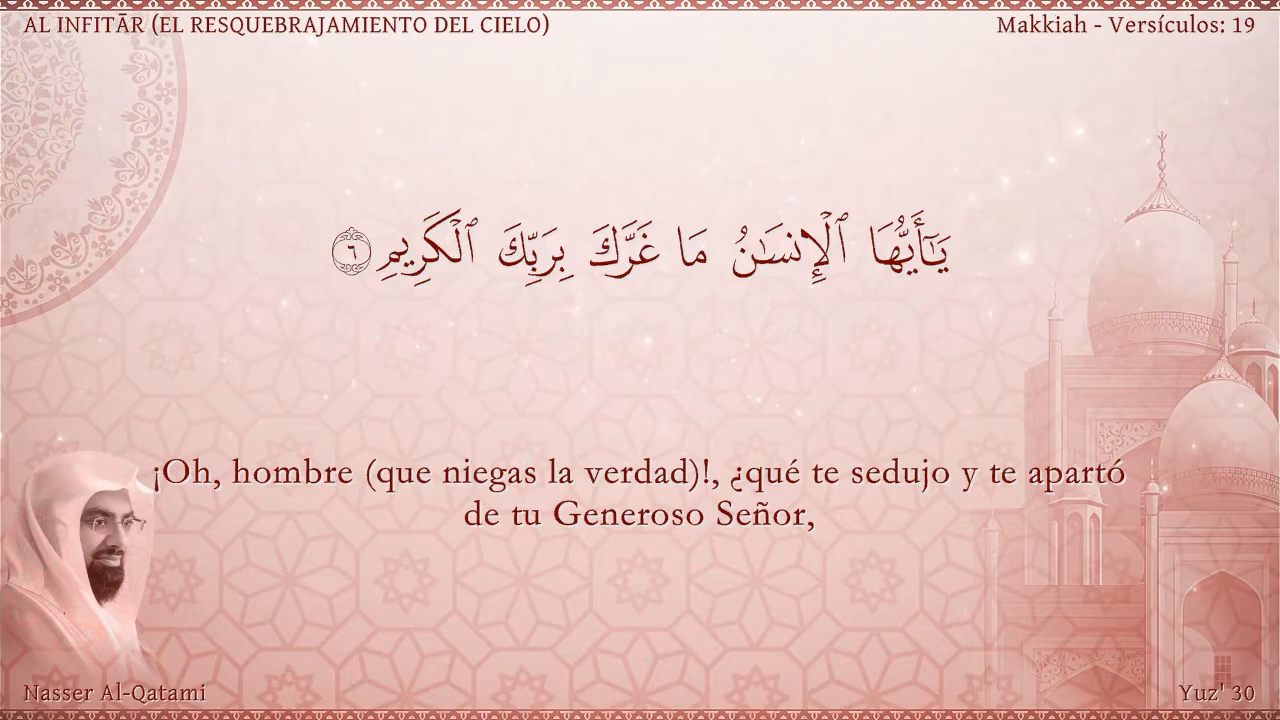 AL INFITĀR (EL RESQUEBRAJAMIENTO DEL CIELO)
Makkiah - Versículos: 19
يَـٰٓأَيُّهَا ٱلْإِنسَـٰنُ مَا غَرَّكَ بِرَبِّكَ ٱلْكَرِيمِ ٦
¡Oh, hombre (que niegas la verdad)!, ¿qué te sedujo y te apartó
de tu Generoso Señor,
Nasser Al-Qatami
Yuz' 30